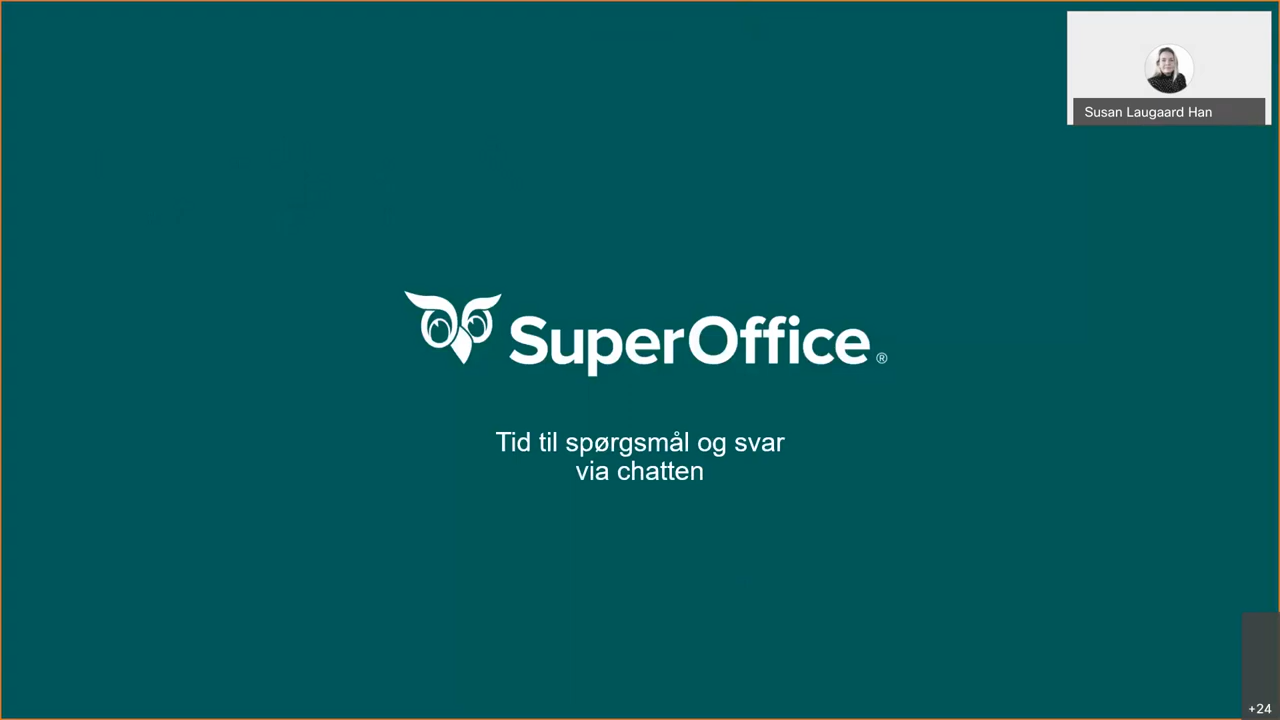 Susan Laugaard Han
SuperOffice®
Tid til spørgsmål og svar
via chatten
+24